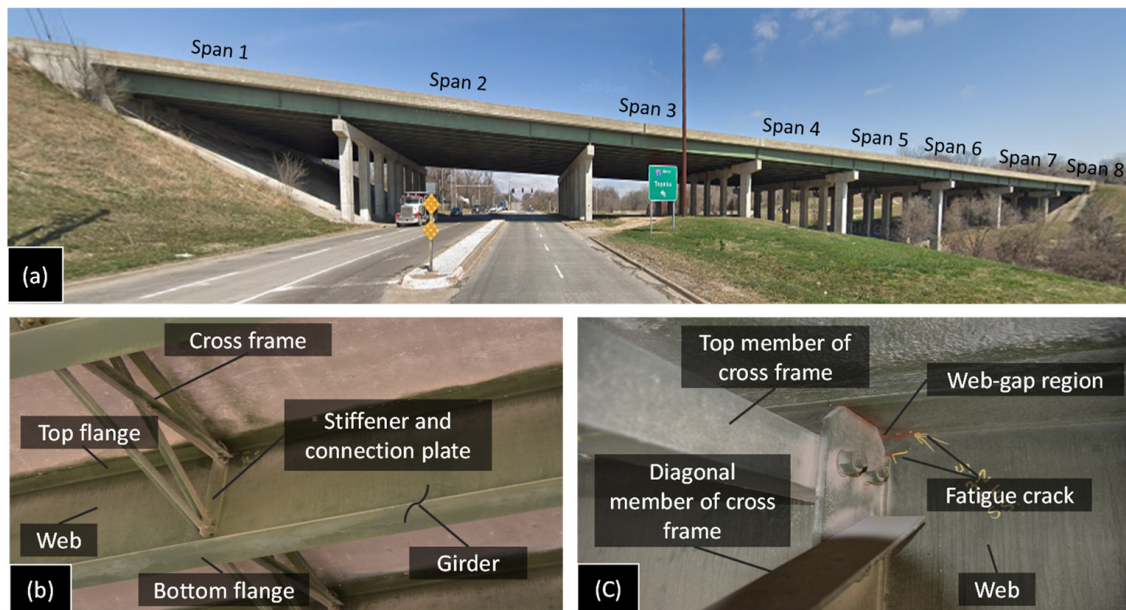 Span 1
Span 2
Span 3
Span 4
Span 5
Span 6
Span 7
Span 8
Topeka
(a)
Cross frame
Stiffener and
connection plate
Top flange
Web
Girder
Bottom flange
(b)
Top member of
cross frame
Web-gap region
Diagonal
member of cross
frame
Fatigue crack
Web
(C)